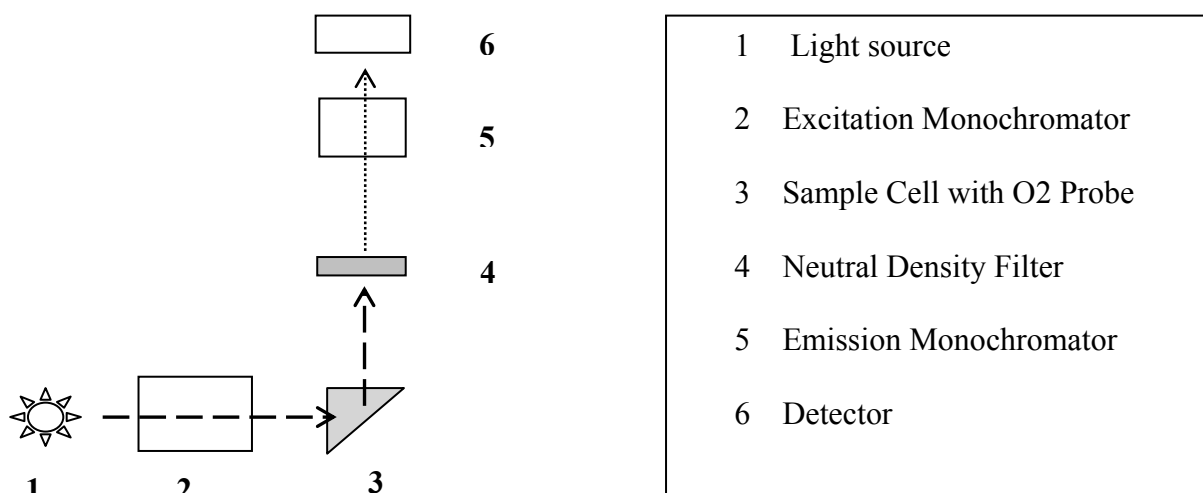 6
5
4
1 2 3
1 Light source
2 Excitation Monochromator
3 Sample Cell with O2 Probe
4 Neutral Density Filter
5 Emission Monochromator
6 Detector